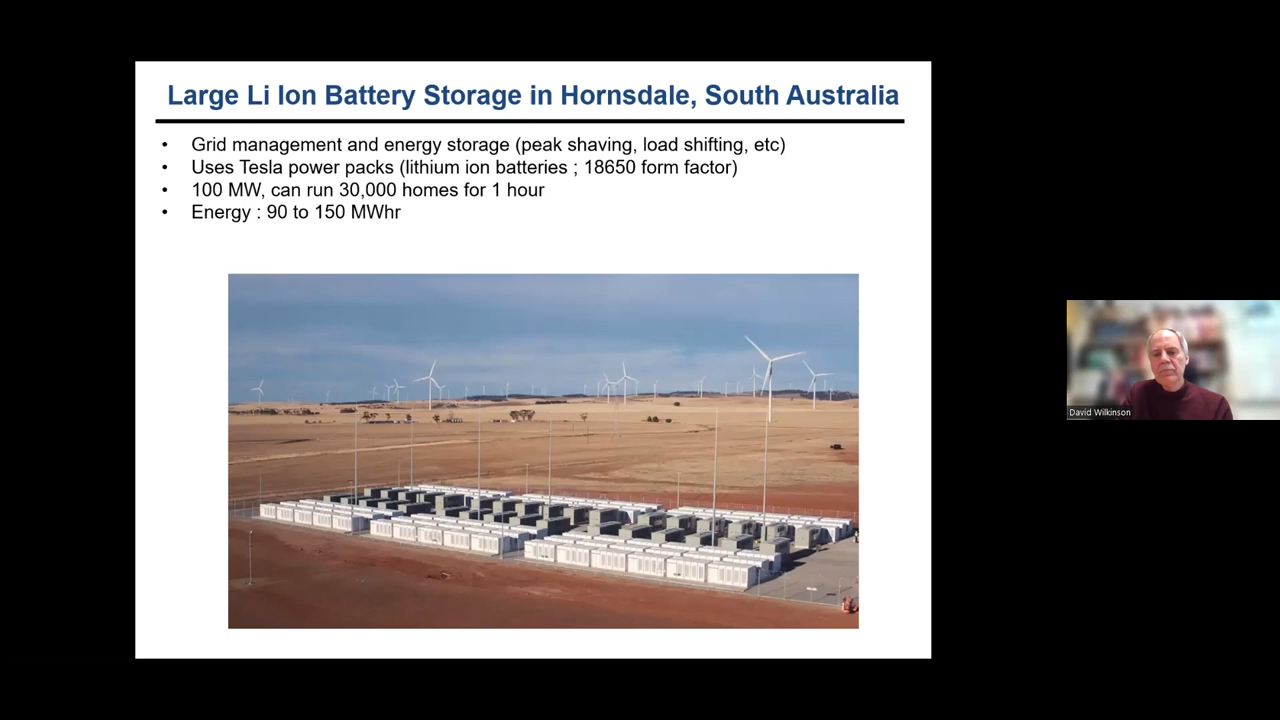 Large Li Ion Battery Storage in Hornsdale, South Australia
• Grid management and energy storage (peak shaving, load shifting, etc)
• Uses Tesla power packs (lithium ion batteries ; 18650 form factor)
• 100 MW, can run 30,000 homes for 1 hour
• Energy : 90 to 150 MWhr
David Wilkinson